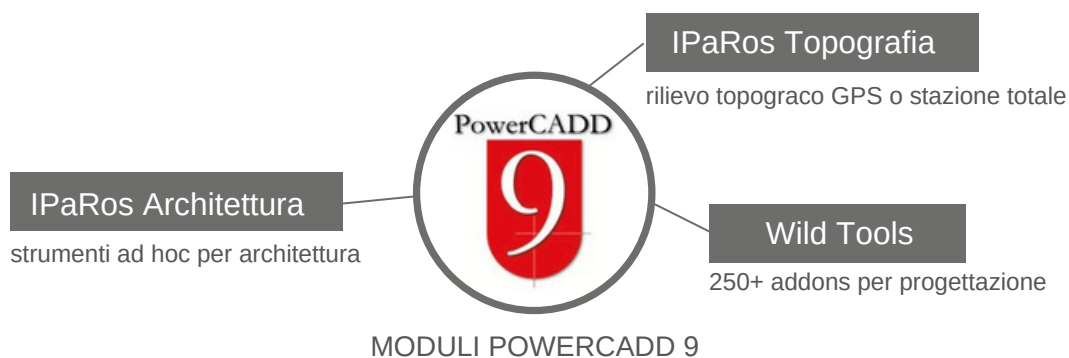 IPaRos Topografia
rilievo topograco GPS o stazione totale
PowerCADD
9
IPaRos Architettura
strumenti ad hoc per architettura
Wild Tools
250+ addons per progettazione
MODULI POWERCADD 9